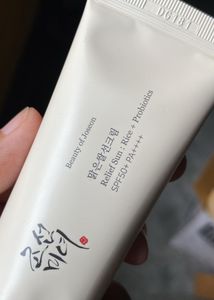 Beauty of Joseon
맑은쌀선크림
Relief Sun : Rice + Probiotics
SPF50+ PA++++
조선
미녀